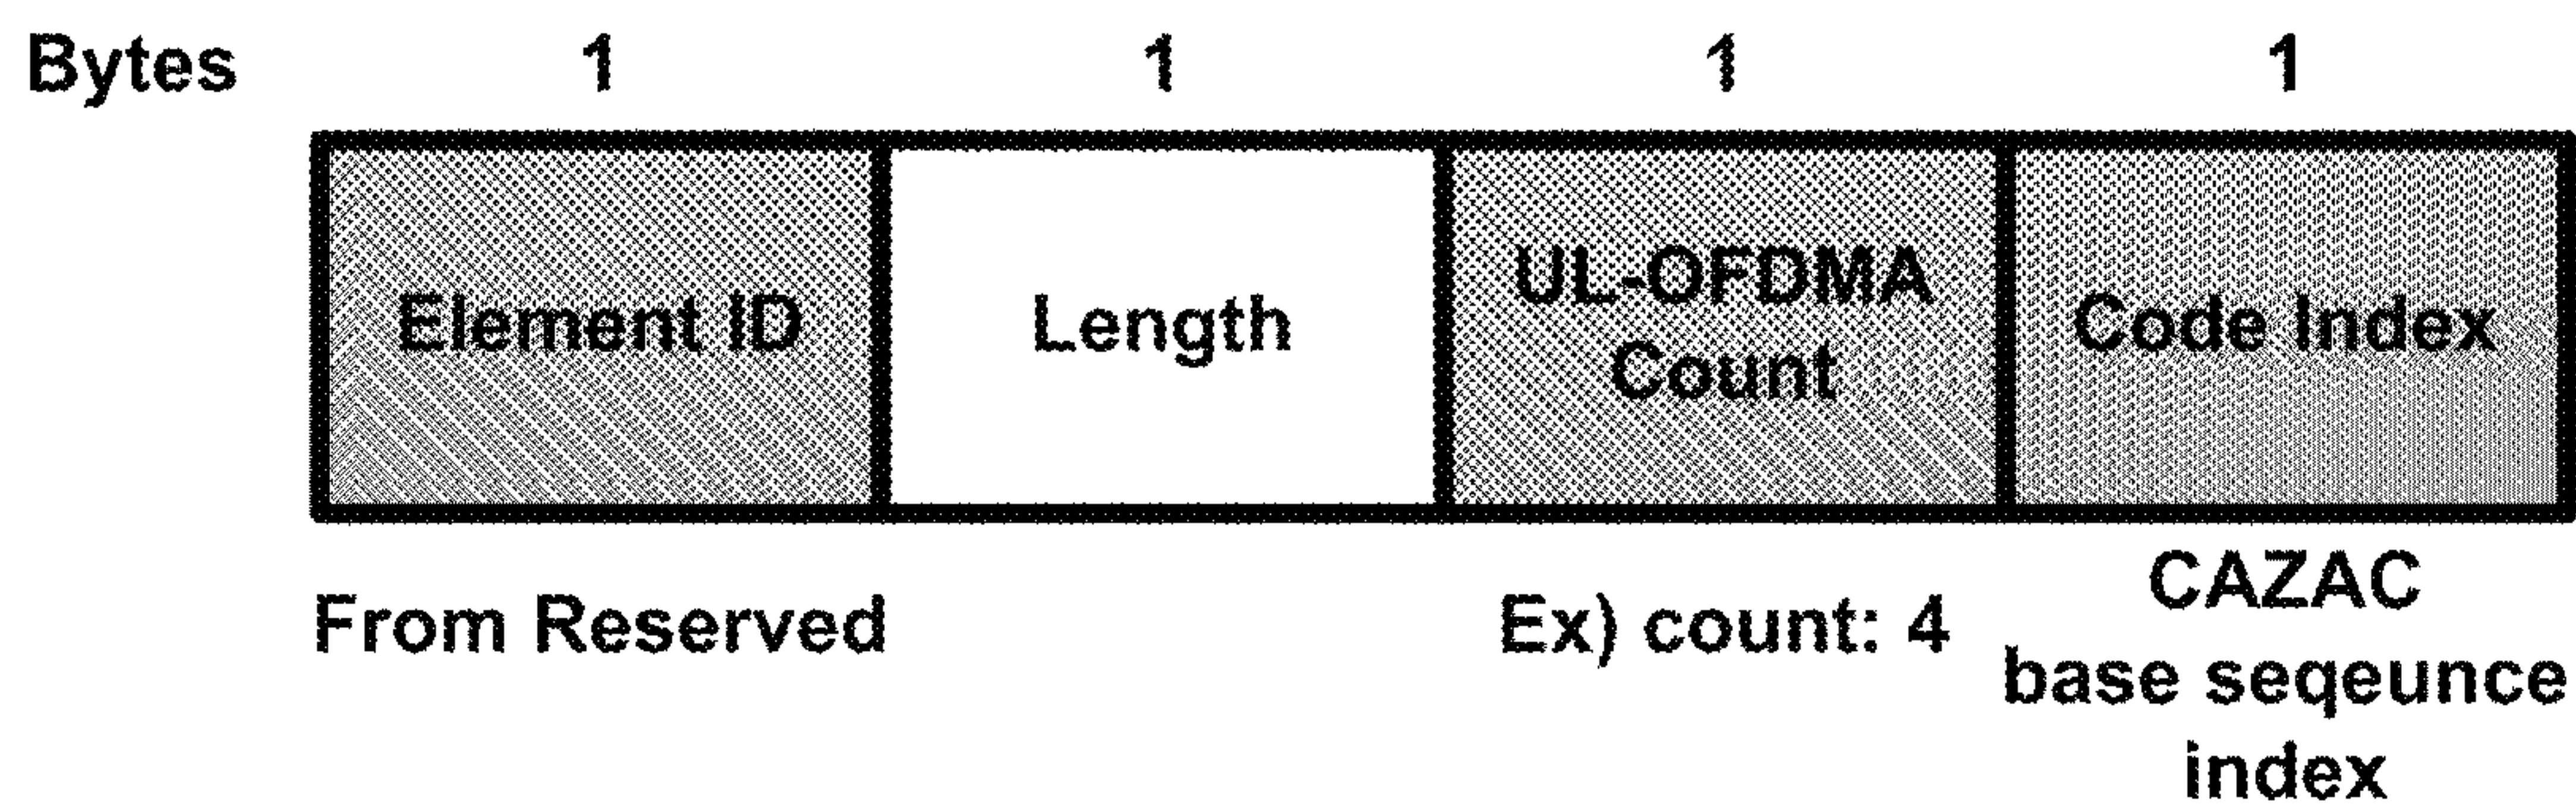 Bytes 1 1 1 1
Element ID
Length
UL-OFDMA
Count
Code Index
From Reserved
Ex) count: 4
CAZAC
base seqeunce
index